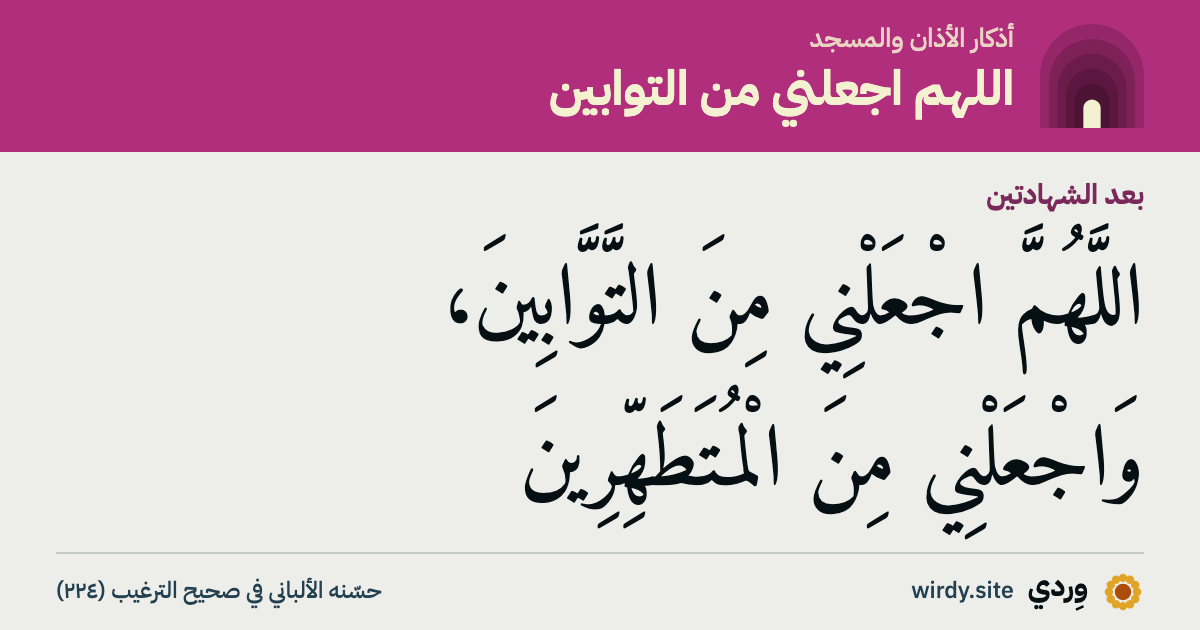 أذكار الأذان والمسجد
اللهم اجعلني من التوابين
بعد الشهادتين
اللَّهُمَّ اجْعَلْنِي مِنَ التَّوَّابِينَ،
وَاجْعَلْنِي مِنَ الْمُتَطَهِّرِينَ
وِردي wirdy.site
حسّنه الألباني في صحيح الترغيب (٢٢٤)